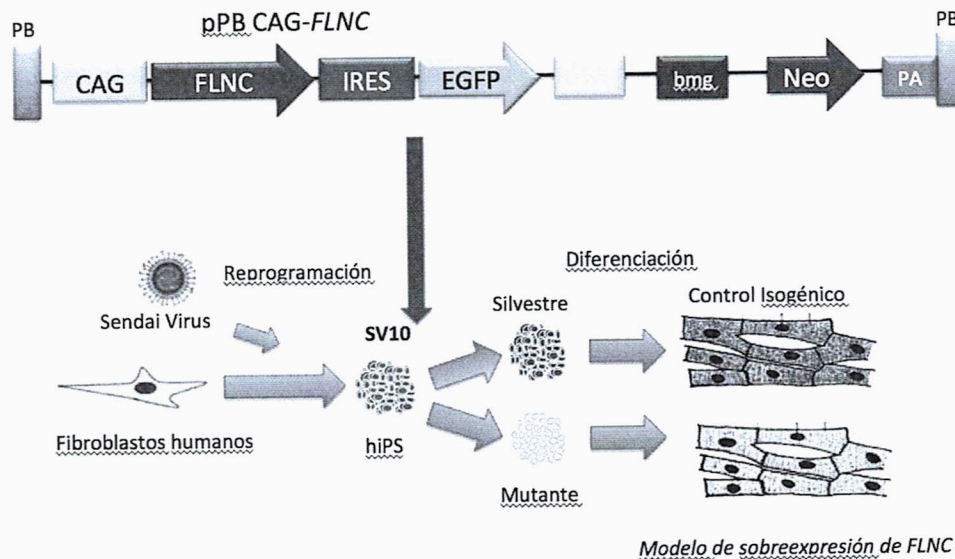 pPB CAG-FLNC
PB
PB
CAG
FLNC
IRES
EGFP
bmg
Neo
PA
Sendai Virus
Reprogramación
Diferenciación
SV10
Silvestre
Control Isogénico
Fibroblastos humanos
hiPS
Mutante
Modelo de sobreexpresión de FLNC